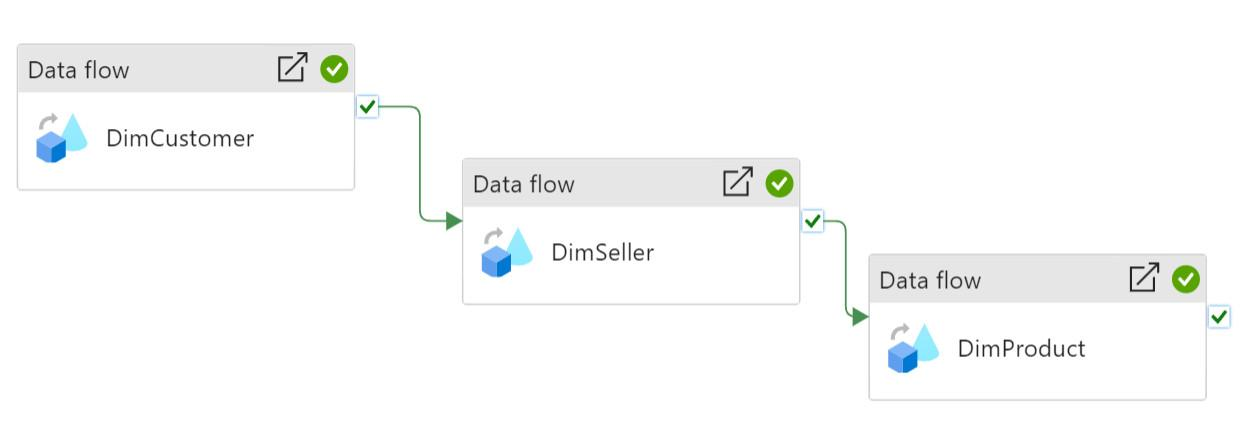 Data flow
DimCustomer
Data flow
DimSeller
Data flow
DimProduct